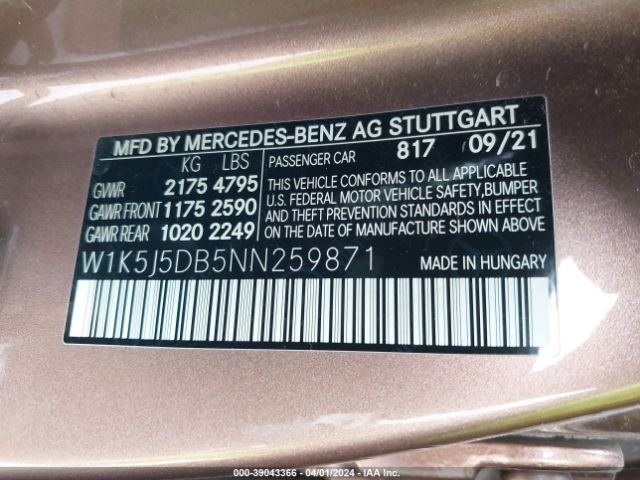 MFD BY MERCEDES-BENZ AG STUTTGART
KG LBS PASSENGER CAR 817 09/21
GVWR 2175 4795 THIS VEHICLE CONFORMS TO ALL APPLICABLE
U.S. FEDERAL MOTOR VEHICLE SAFETY,BUMPER
GAWR FRONT 1175 2590 AND THEFT PREVENTION STANDARDS IN EFFECT
GAWR REAR 1020 2249 ON THE DATE OF MANUFACTURE SHOWN ABOVE
W1K5J5DB5NN259871 MADE IN HUNGARY
000-39043366 - 04/01/2024 - IAA Inc.